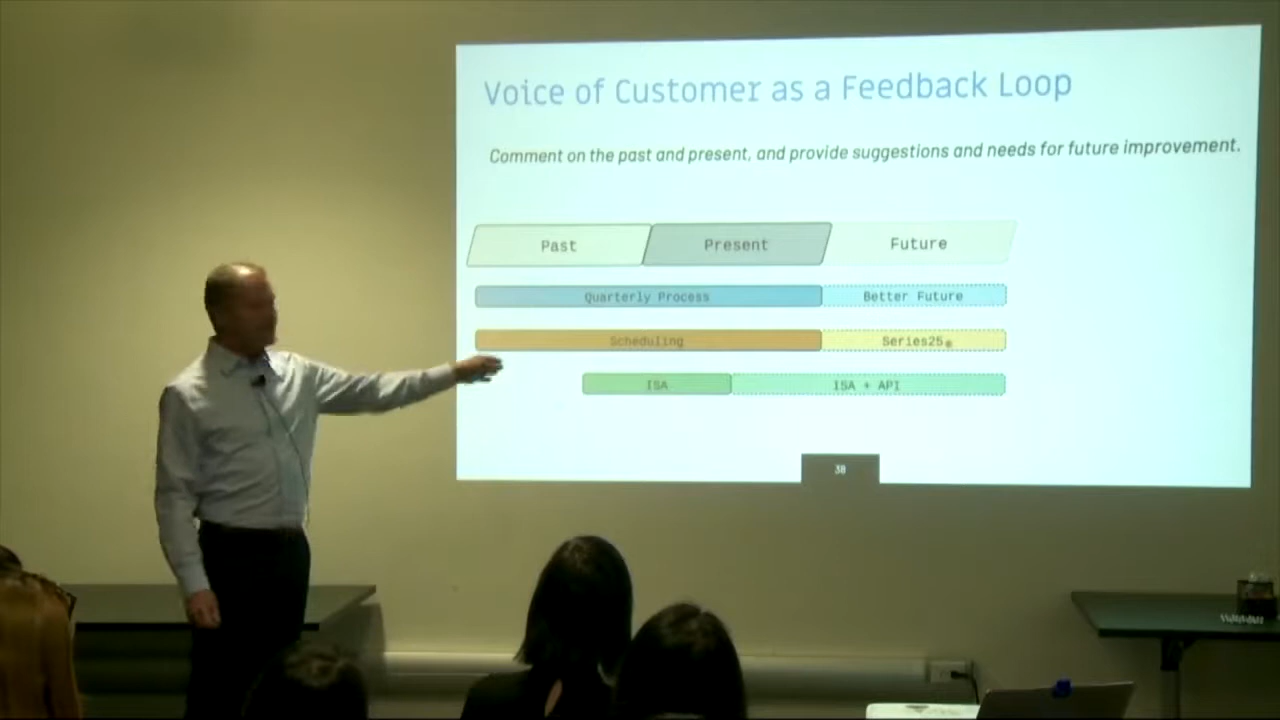 Voice of Customer as a Feedback Loop
Comment on the past and present, and provide suggestions and needs for future improvement.
Past Present Future
Quarterly Process Better Future
Scheduling Series25®
ISA ISA + API
38